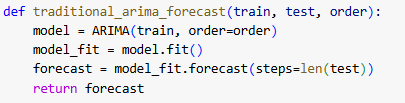 def traditional_arima_forecast(train, test, order):
    model = ARIMA(train, order=order)
    model_fit = model.fit()
    forecast = model_fit.forecast(steps=len(test))
    return forecast